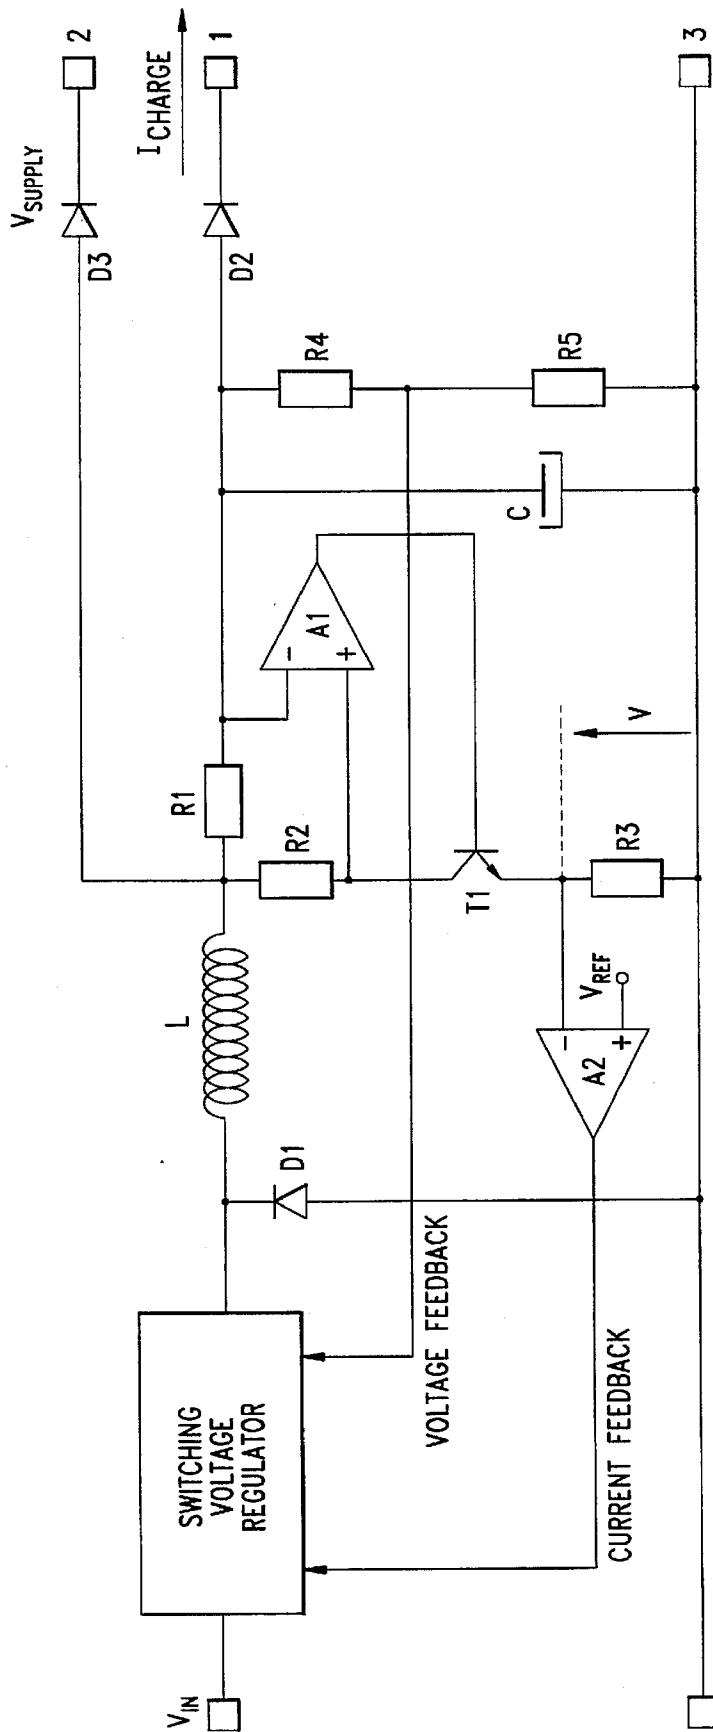 V_SUPPLY
2
D3
I_CHARGE
1
D2
R4
R5
C
A1
-
+
R1
R2
T1
R3
V
3
L
V_REF
A2
-
+
D1
VOLTAGE FEEDBACK
CURRENT FEEDBACK
SWITCHING
VOLTAGE
REGULATOR
V_IN